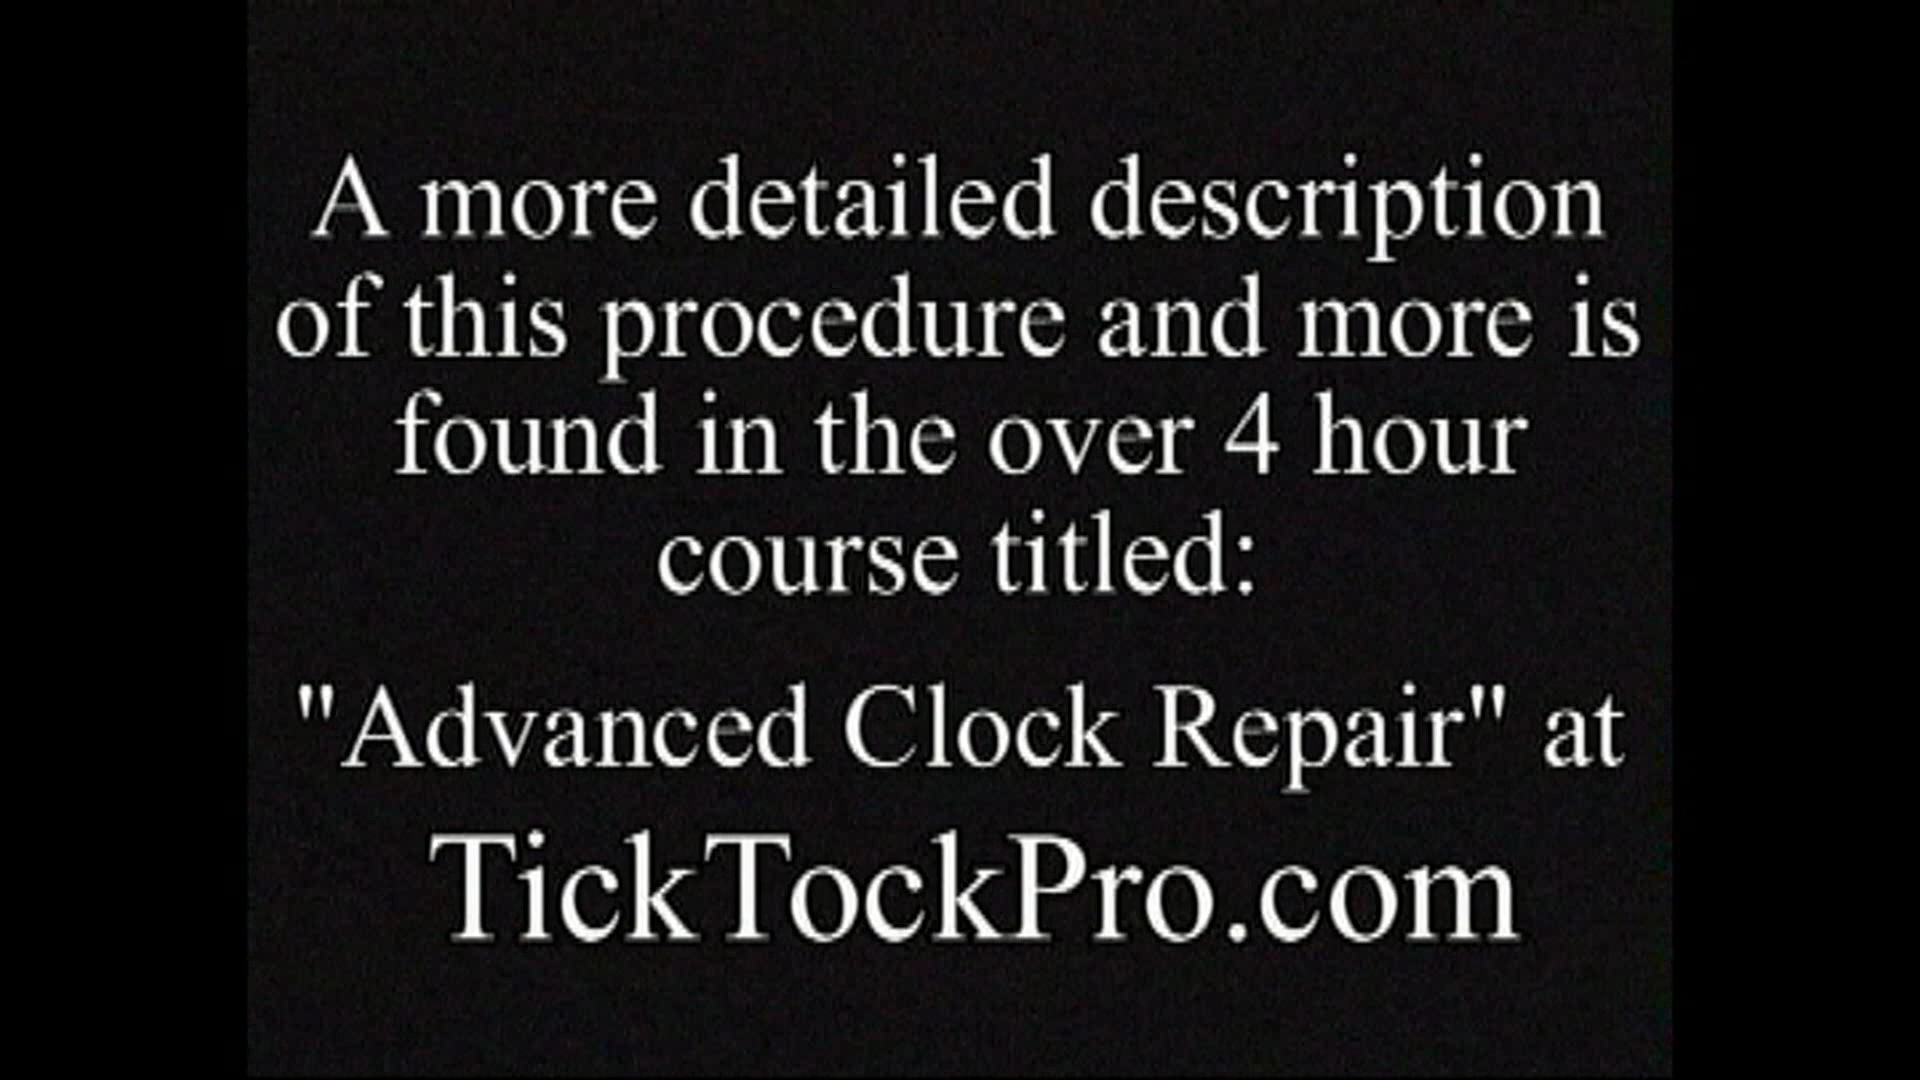 A more detailed description
of this procedure and more is
found in the over 4 hour
course titled:
"Advanced Clock Repair" at
TickTockPro.com